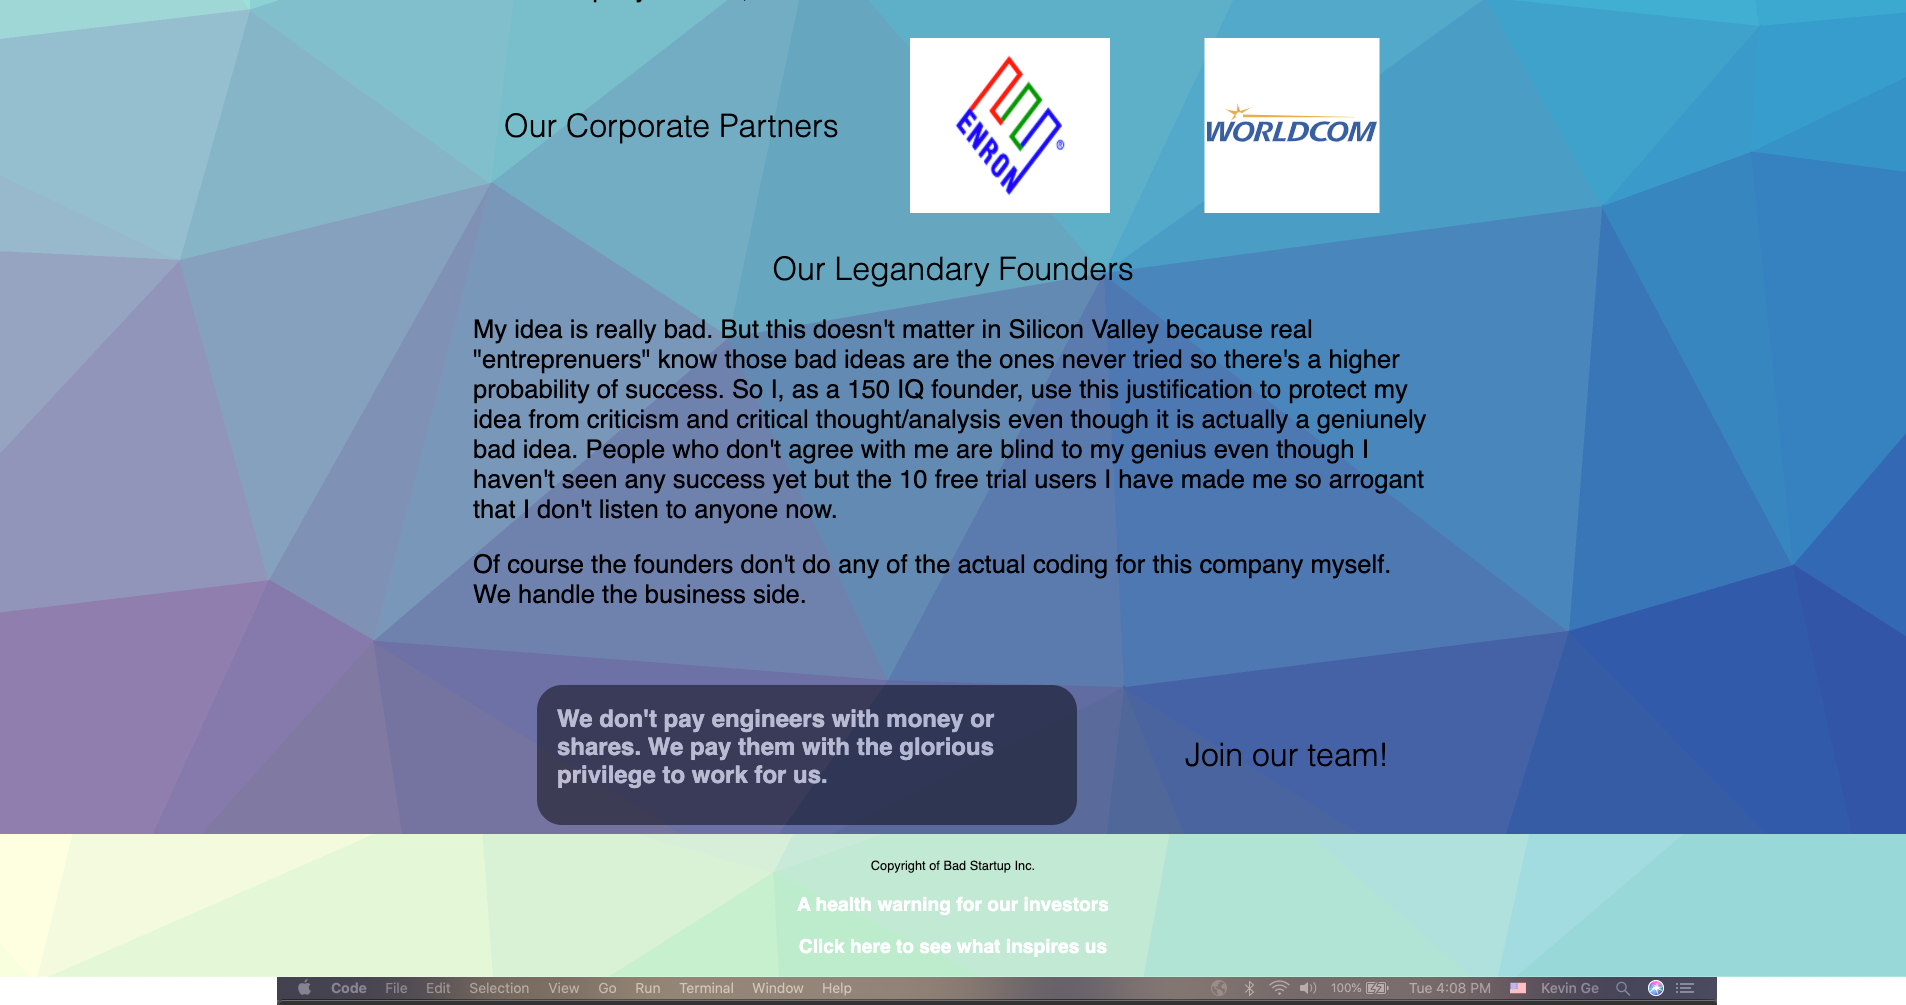 Our Corporate Partners
ENRON
®
WORLDCOM
Our Legandary Founders
My idea is really bad. But this doesn't matter in Silicon Valley because real
"entreprenuers" know those bad ideas are the ones never tried so there's a higher
probability of success. So I, as a 150 IQ founder, use this justification to protect my
idea from criticism and critical thought/analysis even though it is actually a geniunely
bad idea. People who don't agree with me are blind to my genius even though I
haven't seen any success yet but the 10 free trial users I have made me so arrogant
that I don't listen to anyone now.
Of course the founders don't do any of the actual coding for this company myself.
We handle the business side.
We don't pay engineers with money or
shares. We pay them with the glorious
privilege to work for us.
Join our team!
Copyright of Bad Startup Inc.
A health warning for our investors
Click here to see what inspires us
Code File Edit Selection View Go Run Terminal Window Help 100% Tue 4:08 PM Kevin Ge